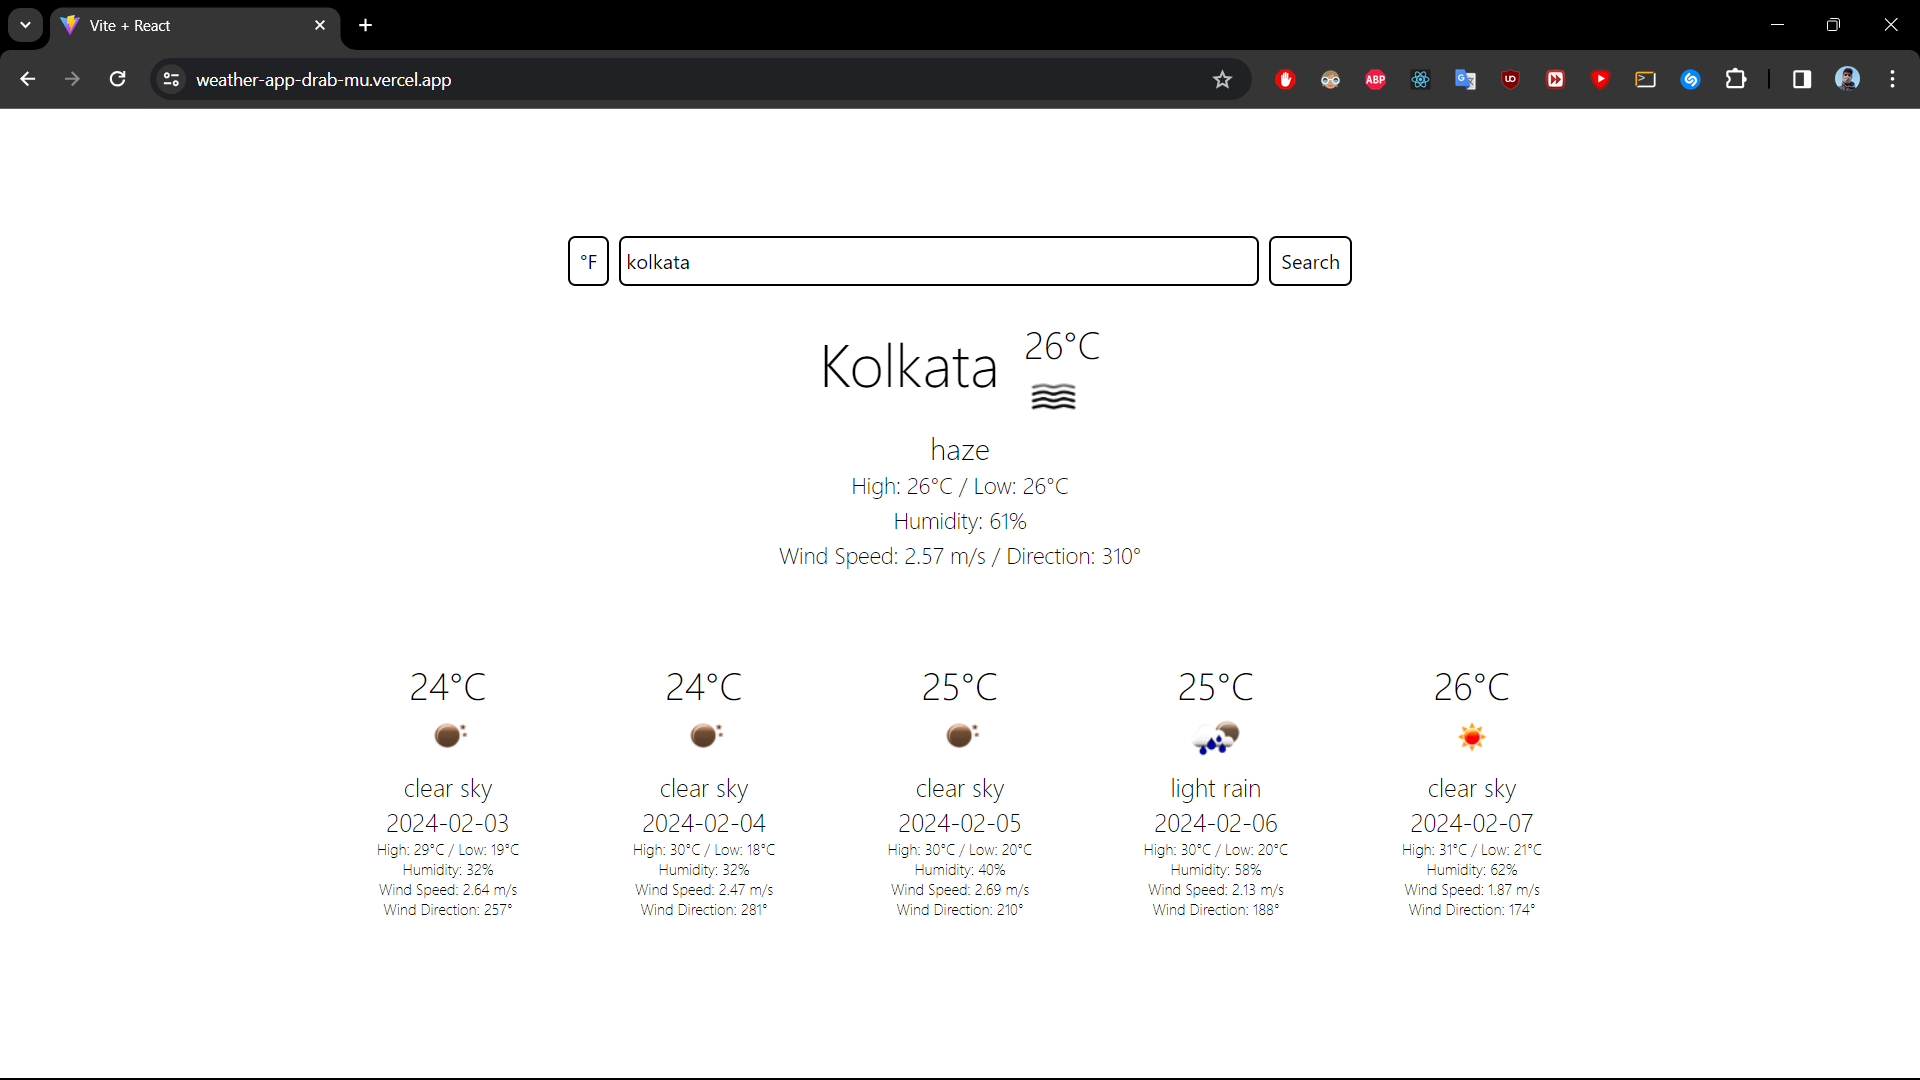 Vite + React
weather-app-drab-mu.vercel.app
ABP
°F
kolkata
Search
Kolkata
26°C
haze
High: 26°C / Low: 26°C
Humidity: 61%
Wind Speed: 2.57 m/s / Direction: 310°
24°C
clear sky
2024-02-03
High: 29°C / Low: 19°C
Humidity: 32%
Wind Speed: 2.64 m/s
Wind Direction: 257°
24°C
clear sky
2024-02-04
High: 30°C / Low: 18°C
Humidity: 32%
Wind Speed: 2.47 m/s
Wind Direction: 281°
25°C
clear sky
2024-02-05
High: 30°C / Low: 20°C
Humidity: 40%
Wind Speed: 2.69 m/s
Wind Direction: 210°
25°C
light rain
2024-02-06
High: 30°C / Low: 20°C
Humidity: 58%
Wind Speed: 2.13 m/s
Wind Direction: 188°
26°C
clear sky
2024-02-07
High: 31°C / Low: 21°C
Humidity: 62%
Wind Speed: 1.87 m/s
Wind Direction: 174°